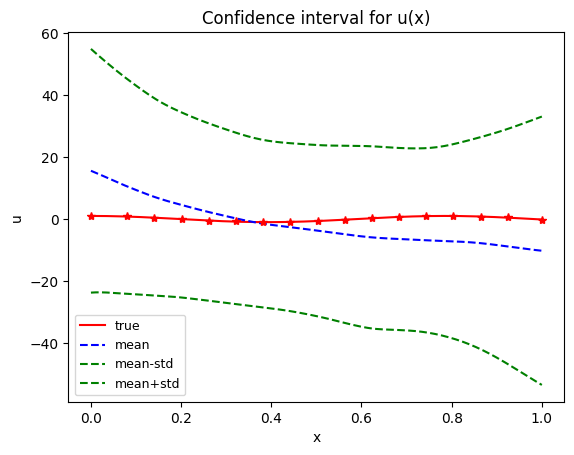 Confidence interval for u(x)
60
40
20
0
−20
−40
u
true
mean
mean-std
mean+std
0.0 0.2 0.4 0.6 0.8 1.0
x